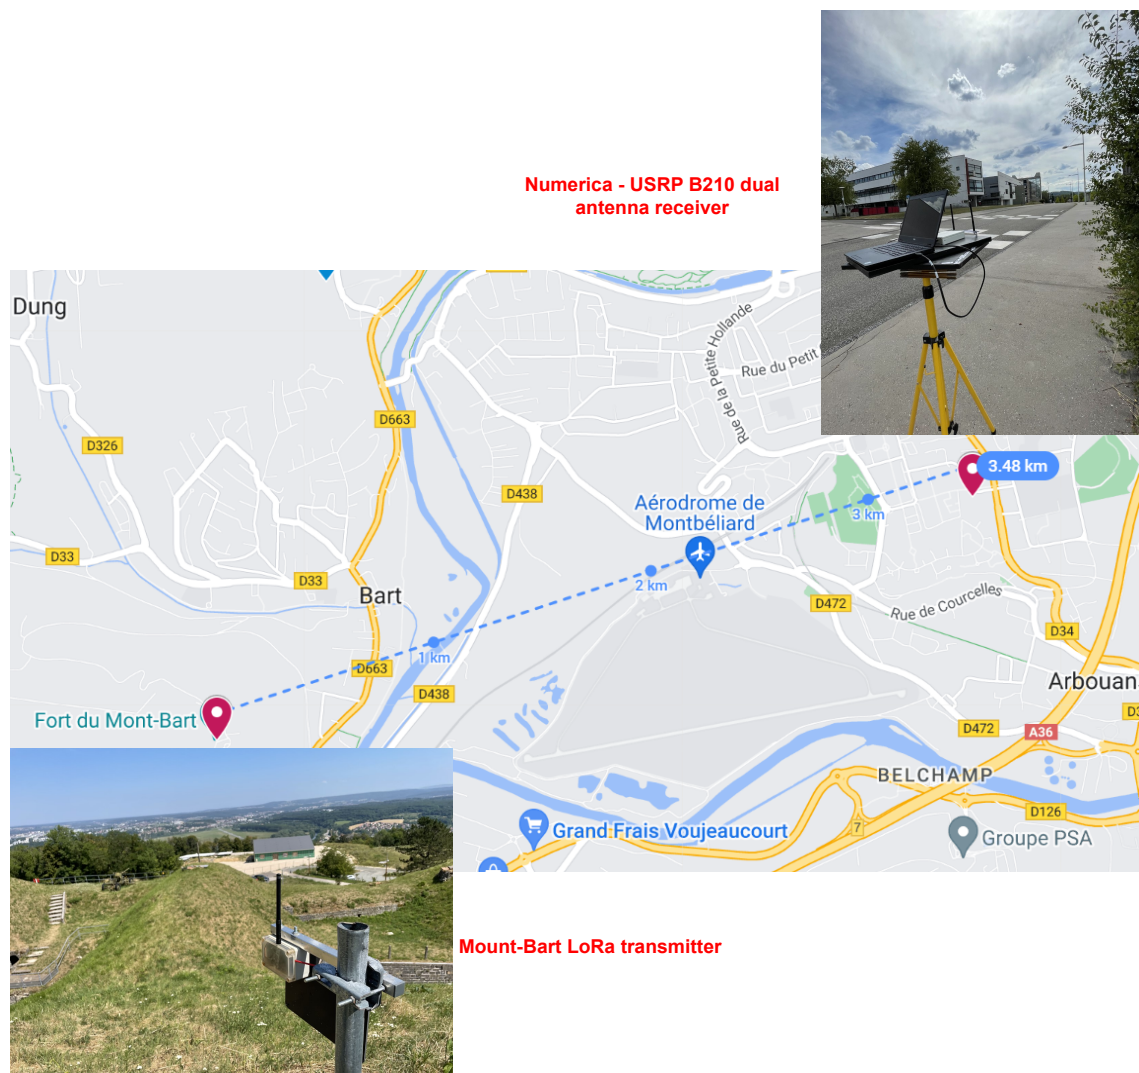 Numerica - USRP B210 dual
antenna receiver
Dung
Rue de la Petite Hollande
Rue du Petit
D663
D326
3.48 km
D438
Aérodrome de
Montbéliard
3 km
D33
2 km
D33
Bart
D472
Rue de Courcelles
D34
1 km
D663
D438
Arbouan
Fort du Mont-Bart
D472
A36
BELCHAMP
D126
Grand Frais Voujeaucourt
7
Groupe PSA
Mount-Bart LoRa transmitter